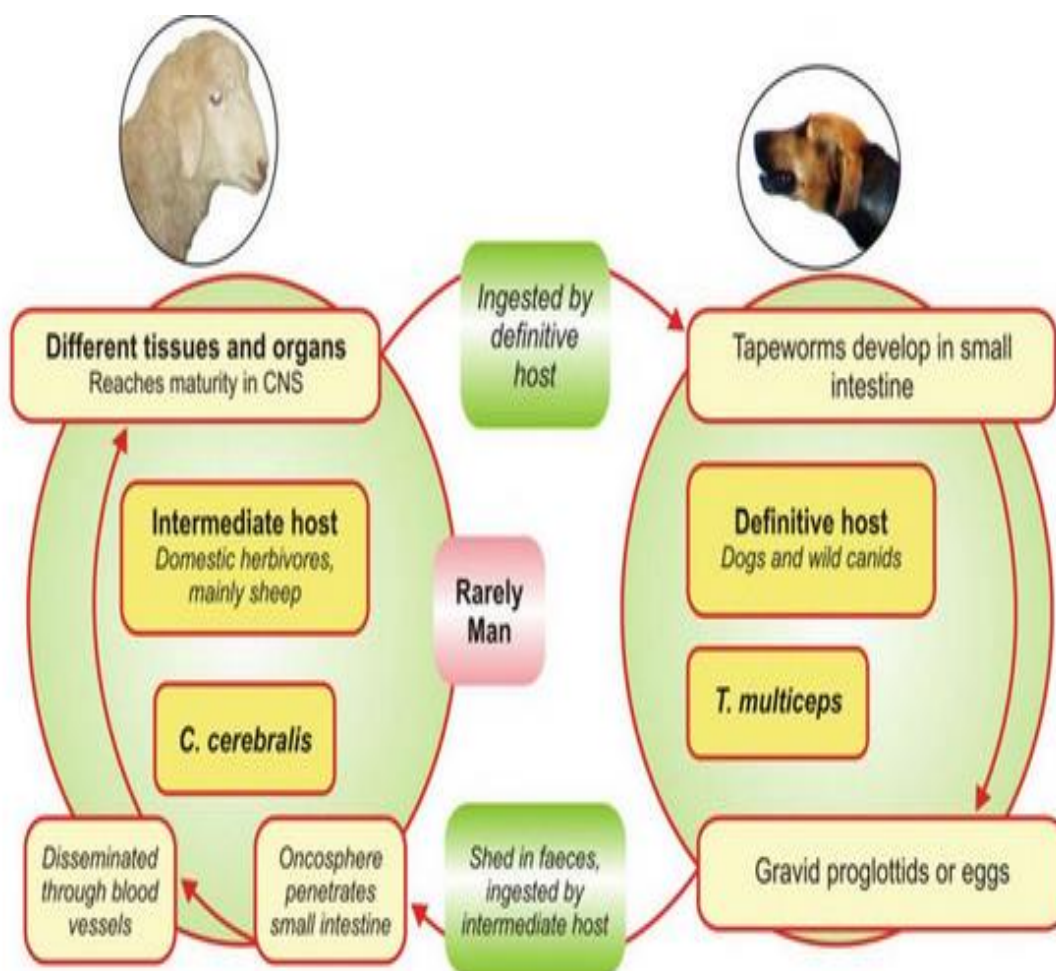 Different tissues and organs
Reaches maturity in CNS
Ingested by
definitive
host
Tapeworms develop in small
intestine
Intermediate host
Domestic herbivores,
mainly sheep
Rarely
Man
Definitive host
Dogs and wild canids
C. cerebralis
T. multiceps
Disseminated
through blood
vessels
Oncosphere
penetrates
small intestine
Shed in faeces,
ingested by
intermediate host
Gravid proglottids or eggs